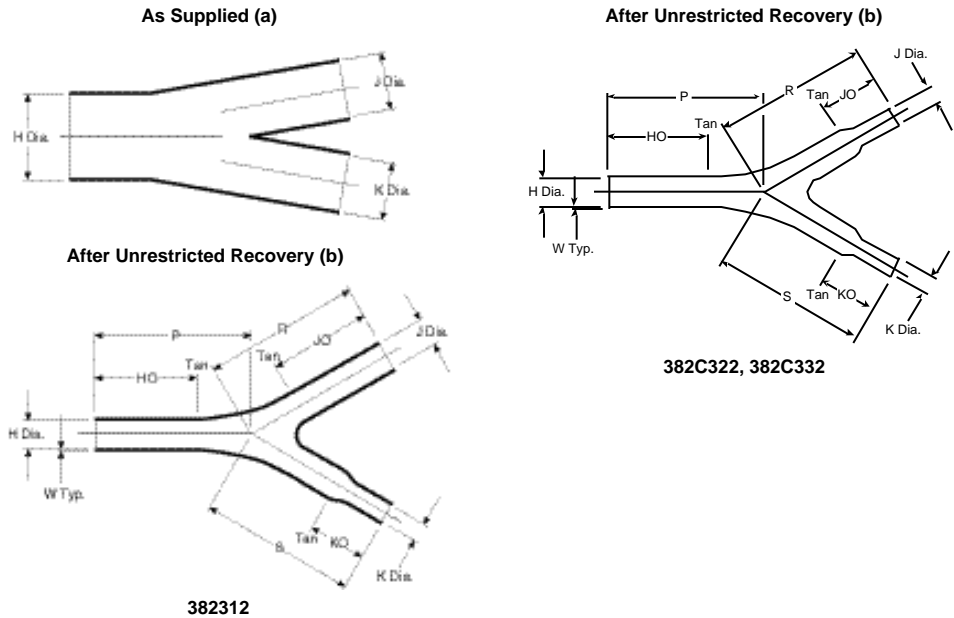 As Supplied (a)
J Dia.
H Dia.
K Dia.
After Unrestricted Recovery (b)
P
R
HO
Tan
Tan
JO
J Dia.
H Dia.
W Typ.
Tan
KO
S
K Dia.
382312
After Unrestricted Recovery (b)
J Dia.
R
P
Tan
JO
HO
Tan
H Dia.
W Typ.
S
Tan
KO
K Dia.
382C322, 382C332